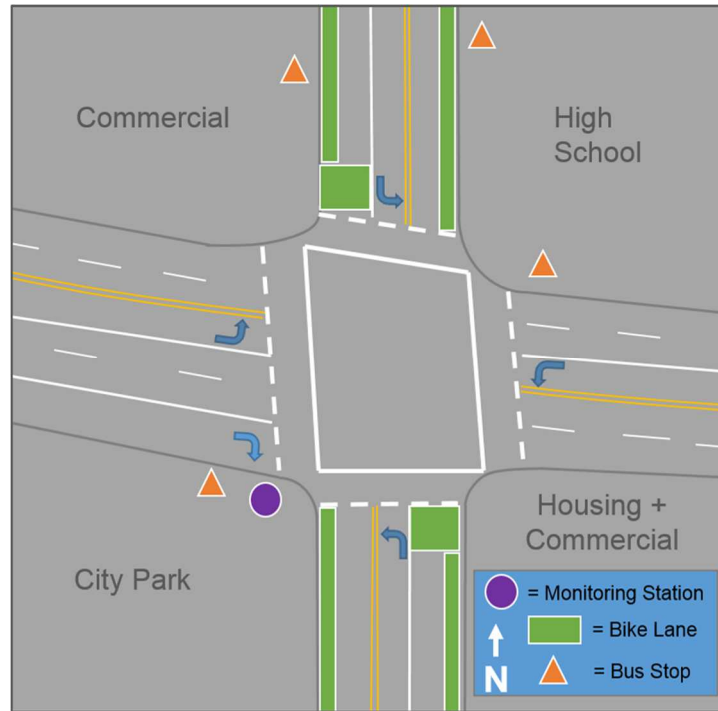 Commercial
High
School
City Park
Housing +
Commercial
= Monitoring Station
= Bike Lane
N
= Bus Stop